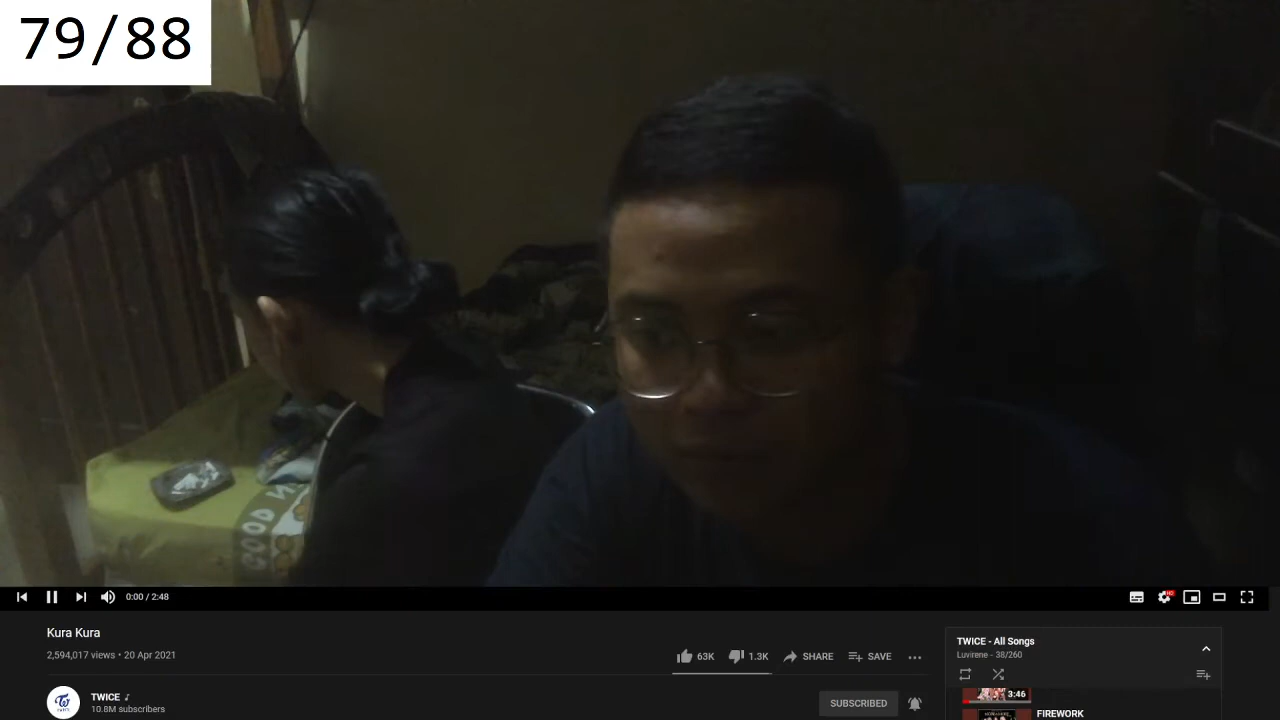 79/88
GOOD
0:00 / 2:48
HD
Kura Kura
2,594,017 views • 20 Apr 2021
63K
1.3K
SHARE
SAVE
TWICE
10.8M subscribers
SUBSCRIBED
TWICE - All Songs
Luvirene - 38/260
3:46
FIREWORK